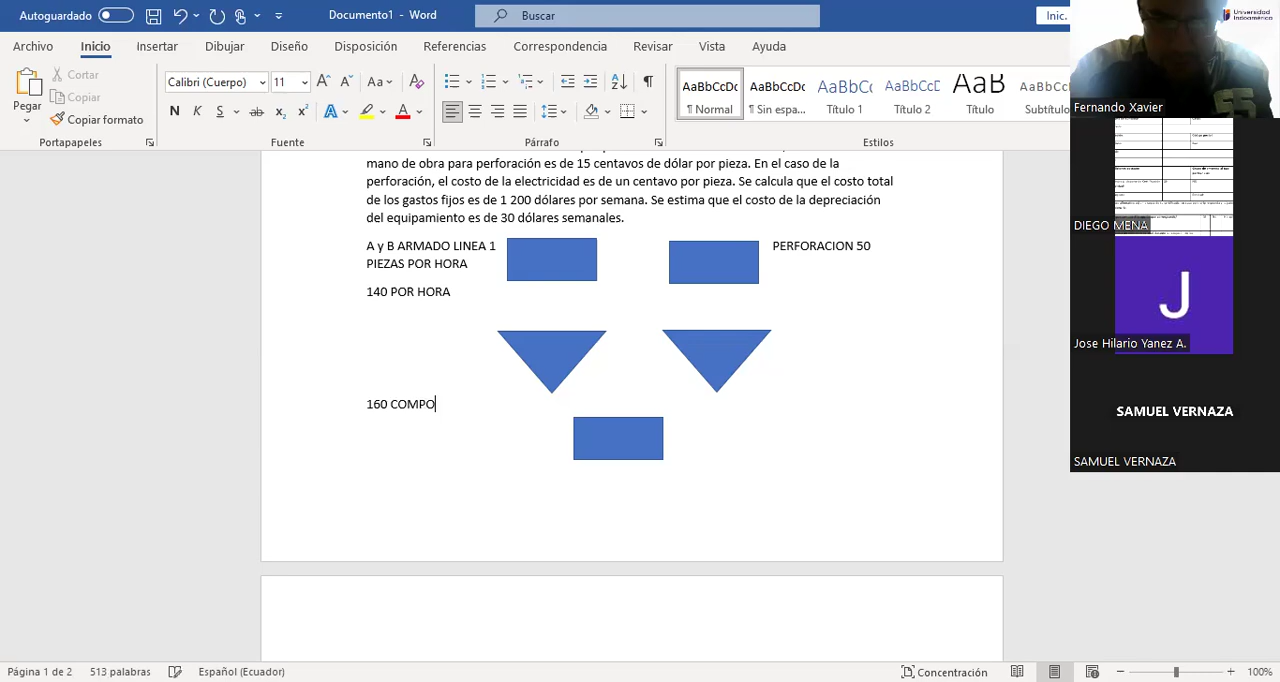 Autoguardado
Documento1 - Word
Buscar
Inic.
Universidad
Indoamérica
Archivo
Inicio
Insertar
Dibujar
Diseño
Disposición
Referencias
Correspondencia
Revisar
Vista
Ayuda
Pegar
Cortar
Copiar
Copiar formato
Portapapeles
Calibri (Cuerpo)
11
Fuente
Párrafo
AaBbCcDc
¶ Normal
AaBbCcDc
¶ Sin espa...
AaBbCc
Título 1
AaBbCcD
Título 2
AaB
Título
AaBbCcD
Subtítulo
Estilos
mano de obra para perforación es de 15 centavos de dólar por pieza. En el caso de la
perforación, el costo de la electricidad es de un centavo por pieza. Se calcula que el costo total
de los gastos fijos es de 1 200 dólares por semana. Se estima que el costo de la depreciación
del equipamiento es de 30 dólares semanales.
A y B ARMADO LINEA 1
PERFORACION 50
PIEZAS POR HORA
140 POR HORA
160 COMPO
Fernando Xavier
DIEGO MENA
J
Jose Hilario Yanez A.
SAMUEL VERNAZA
SAMUEL VERNAZA
Página 1 de 2
513 palabras
Español (Ecuador)
Concentración
100%